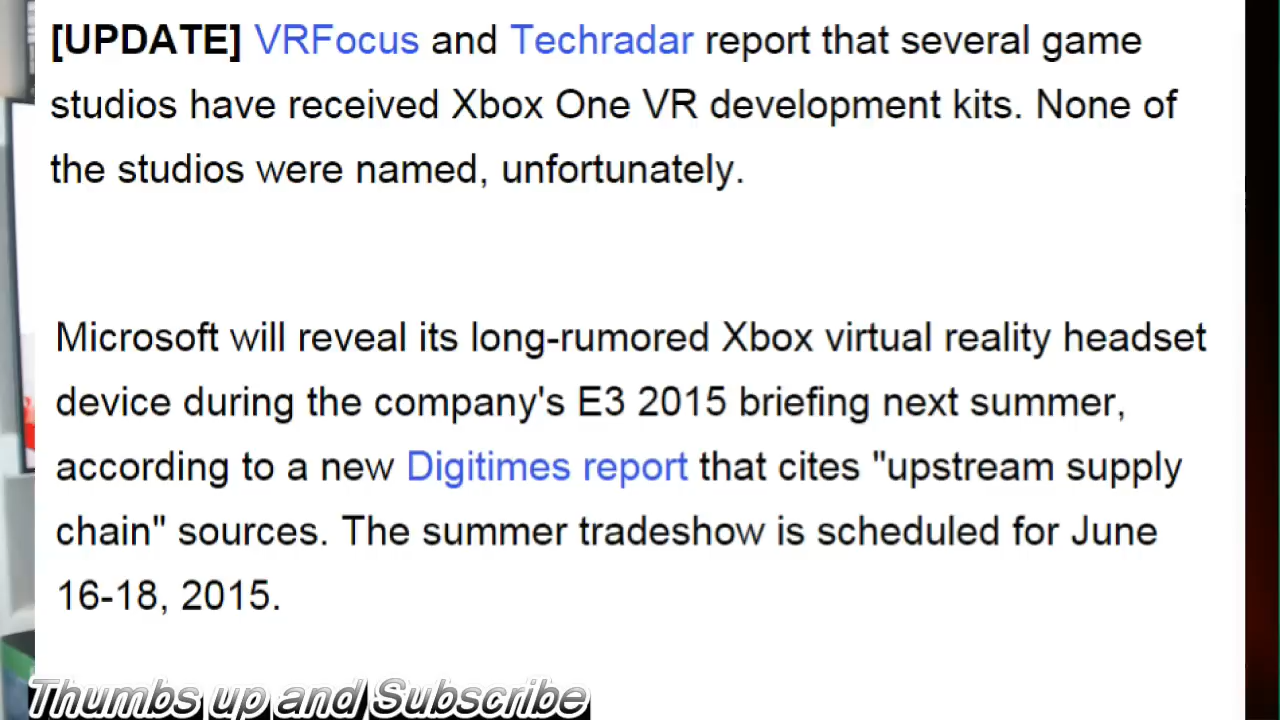 [UPDATE] VRFocus and Techradar report that several game
studios have received Xbox One VR development kits. None of
the studios were named, unfortunately.
Microsoft will reveal its long-rumored Xbox virtual reality headset
device during the company's E3 2015 briefing next summer,
according to a new Digitimes report that cites "upstream supply
chain" sources. The summer tradeshow is scheduled for June
16-18, 2015.
Thumbs up and Subscribe